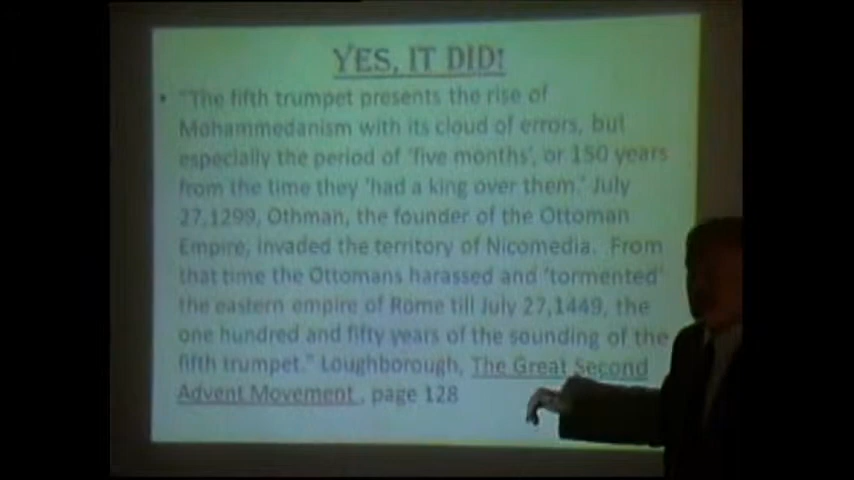 YES, IT DID!
• "The fifth trumpet presents the rise of
Mohammedanism with its cloud of errors, but
especially the period of 'five months', or 150 years
from the time they 'had a king over them.' July
27,1299, Othman, the founder of the Ottoman
Empire, invaded the territory of Nicomedia. From
that time the Ottomans harassed and 'tormented'
the eastern empire of Rome till July 27,1449, the
one hundred and fifty years of the sounding of the
fifth trumpet." Loughborough, The Great Second
Advent Movement , page 128